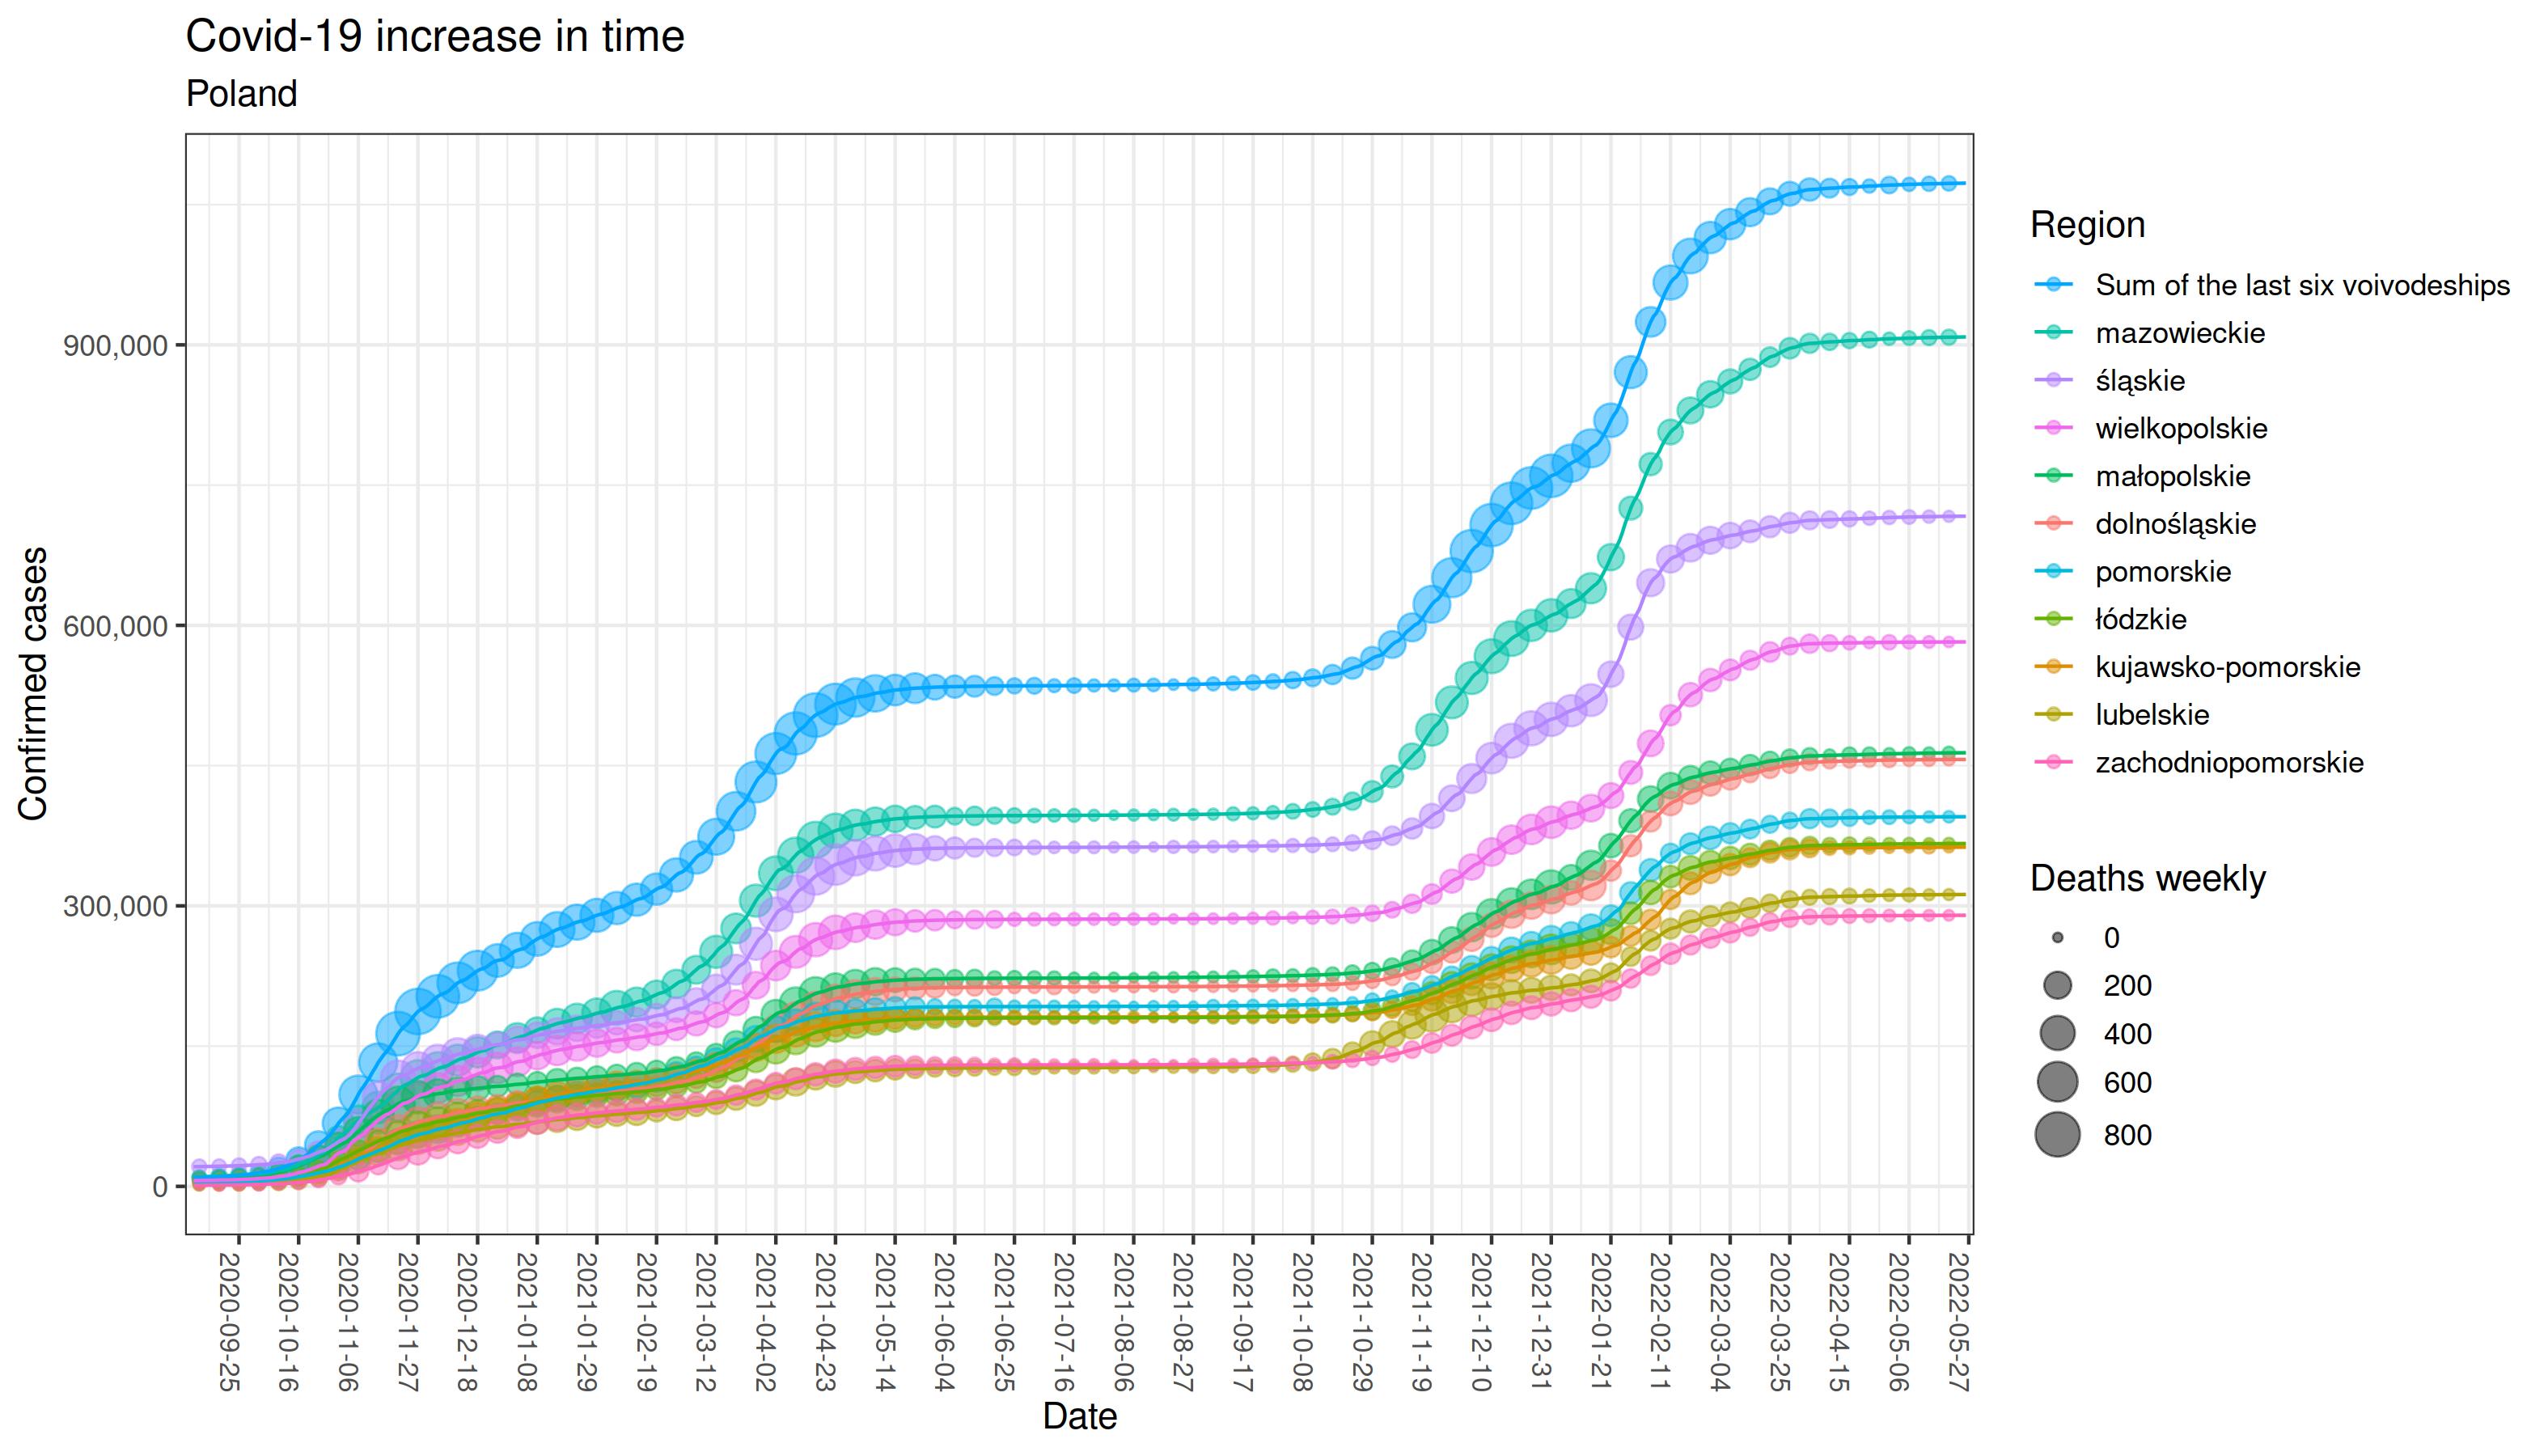 Covid-19 increase in time
Poland
Confirmed cases
900,000
600,000
300,000
0
2020-09-25
2020-10-16
2020-11-06
2020-11-27
2020-12-18
2021-01-08
2021-01-29
2021-02-19
2021-03-12
2021-04-02
2021-04-23
2021-05-14
2021-06-04
2021-06-25
2021-07-16
2021-08-06
2021-08-27
2021-09-17
2021-10-08
2021-10-29
2021-11-19
2021-12-10
2021-12-31
2022-01-21
2022-02-11
2022-03-04
2022-03-25
2022-04-15
2022-05-06
2022-05-27
Date
Region
Sum of the last six voivodeships
mazowieckie
śląskie
wielkopolskie
małopolskie
dolnośląskie
pomorskie
łódzkie
kujawsko-pomorskie
lubelskie
zachodniopomorskie
Deaths weekly
0
200
400
600
800